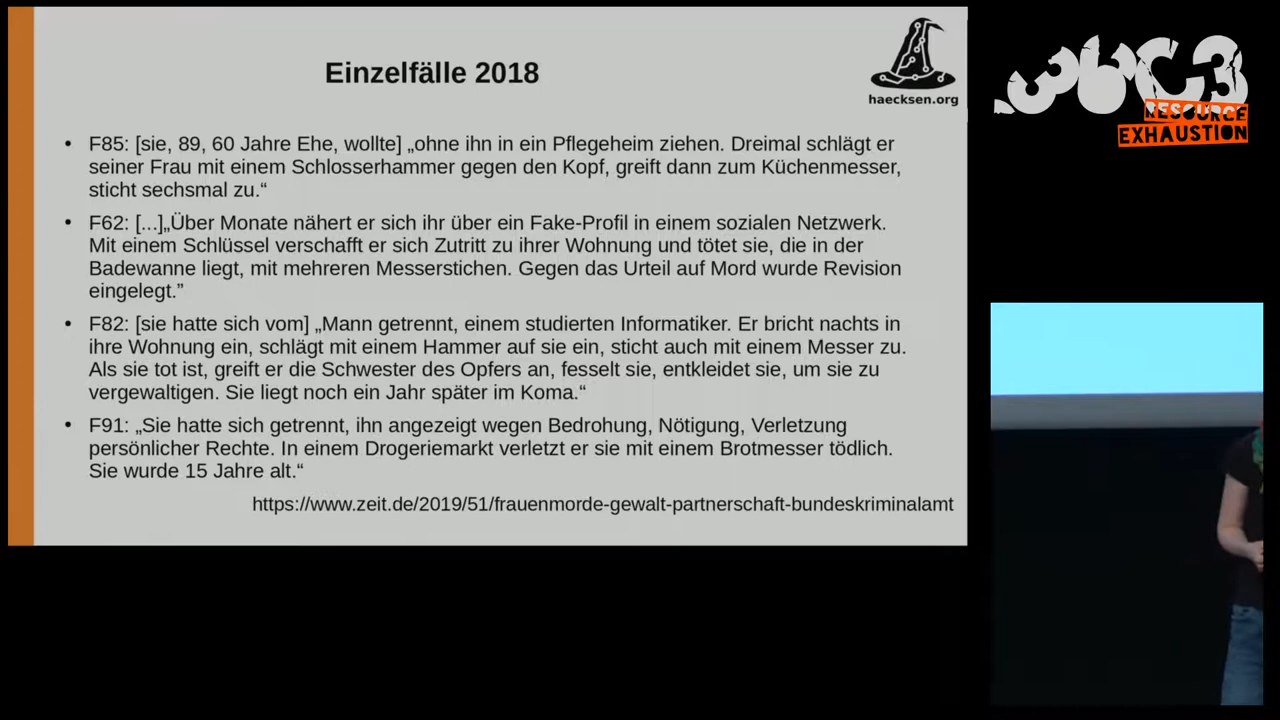 Einzelfälle 2018
haecksen.org
• F85: [sie, 89, 60 Jahre Ehe, wollte] „ohne ihn in ein Pflegeheim ziehen. Dreimal schlägt er
seiner Frau mit einem Schlosserhammer gegen den Kopf, greift dann zum Küchenmesser,
sticht sechsmal zu.“
• F62: [...]„Über Monate nähert er sich ihr über ein Fake-Profil in einem sozialen Netzwerk.
Mit einem Schlüssel verschafft er sich Zutritt zu ihrer Wohnung und tötet sie, die in der
Badewanne liegt, mit mehreren Messerstichen. Gegen das Urteil auf Mord wurde Revision
eingelegt.”
• F82: [sie hatte sich vom] „Mann getrennt, einem studierten Informatiker. Er bricht nachts in
ihre Wohnung ein, schlägt mit einem Hammer auf sie ein, sticht auch mit einem Messer zu.
Als sie tot ist, greift er die Schwester des Opfers an, fesselt sie, entkleidet sie, um sie zu
vergewaltigen. Sie liegt noch ein Jahr später im Koma.“
• F91: „Sie hatte sich getrennt, ihn angezeigt wegen Bedrohung, Nötigung, Verletzung
persönlicher Rechte. In einem Drogeriemarkt verletzt er sie mit einem Brotmesser tödlich.
Sie wurde 15 Jahre alt.“
https://www.zeit.de/2019/51/frauenmorde-gewalt-partnerschaft-bundeskriminalamt
36C3
RESOURCE
EXHAUSTION